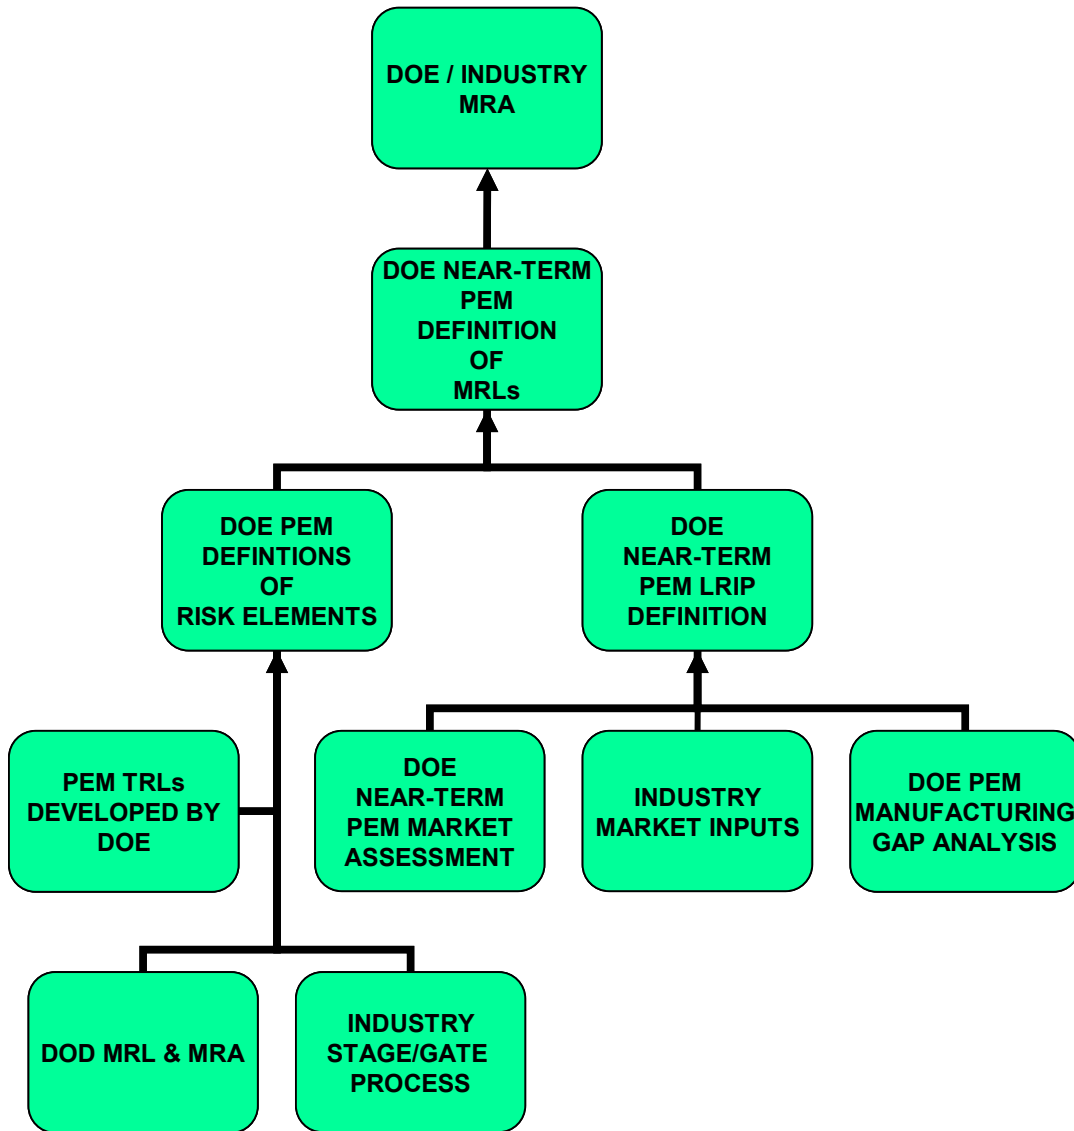 DOE / INDUSTRY
MRA
DOE NEAR-TERM
PEM
DEFINITION
OF
MRLs
DOE PEM
DEFINTIONS
OF
RISK ELEMENTS
DOE
NEAR-TERM
PEM LRIP
DEFINITION
PEM TRLs
DEVELOPED BY
DOE
DOE
NEAR-TERM
PEM MARKET
ASSESSMENT
INDUSTRY
MARKET INPUTS
DOE PEM
MANUFACTURING
GAP ANALYSIS
DOD MRL & MRA
INDUSTRY
STAGE/GATE
PROCESS